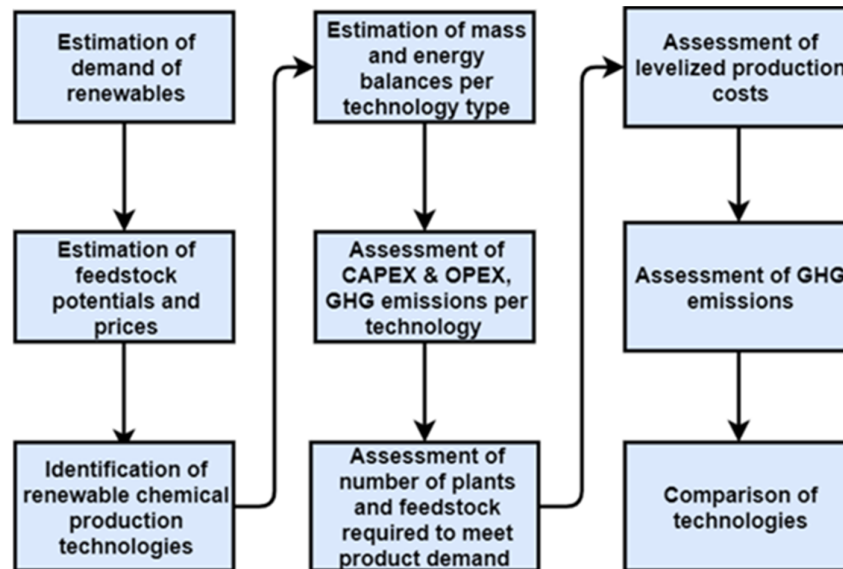 Estimation of
demand of
renewables
Estimation of
feedstock
potentials and
prices
Identification of
renewable chemical
production
technologies
Estimation of mass
and energy
balances per
technology type
Assessment of
CAPEX & OPEX,
GHG emissions per
technology
Assessment of
number of plants
and feedstock
required to meet
product demand
Assessment of
levelized production
costs
Assessment of GHG
emissions
Comparison of
technologies